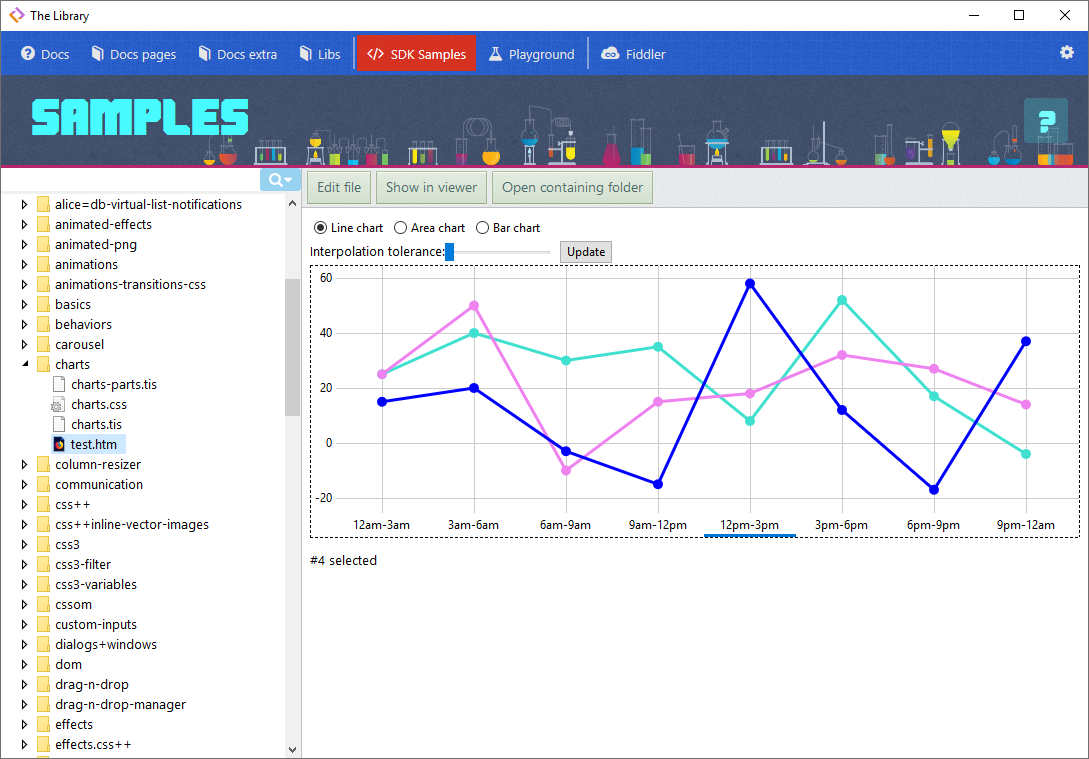 The Library
Docs Docs pages Docs extra Libs SDK Samples Playground Fiddler
SAMPLES
?
Edit file Show in viewer Open containing folder
alice=db-virtual-list-notifications
animated-effects
animated-png
animations
animations-transitions-css
basics
behaviors
carousel
charts
charts-parts.tis
charts.css
charts.tis
test.htm
column-resizer
communication
css++
css++inline-vector-images
css3
css3-filter
css3-variables
cssom
custom-inputs
dialogs+windows
dom
drag-n-drop
drag-n-drop-manager
effects
effects.css++
Line chart Area chart Bar chart
Interpolation tolerance: Update
60
40
20
0
-20
12am-3am 3am-6am 6am-9am 9am-12pm 12pm-3pm 3pm-6pm 6pm-9pm 9pm-12am
#4 selected